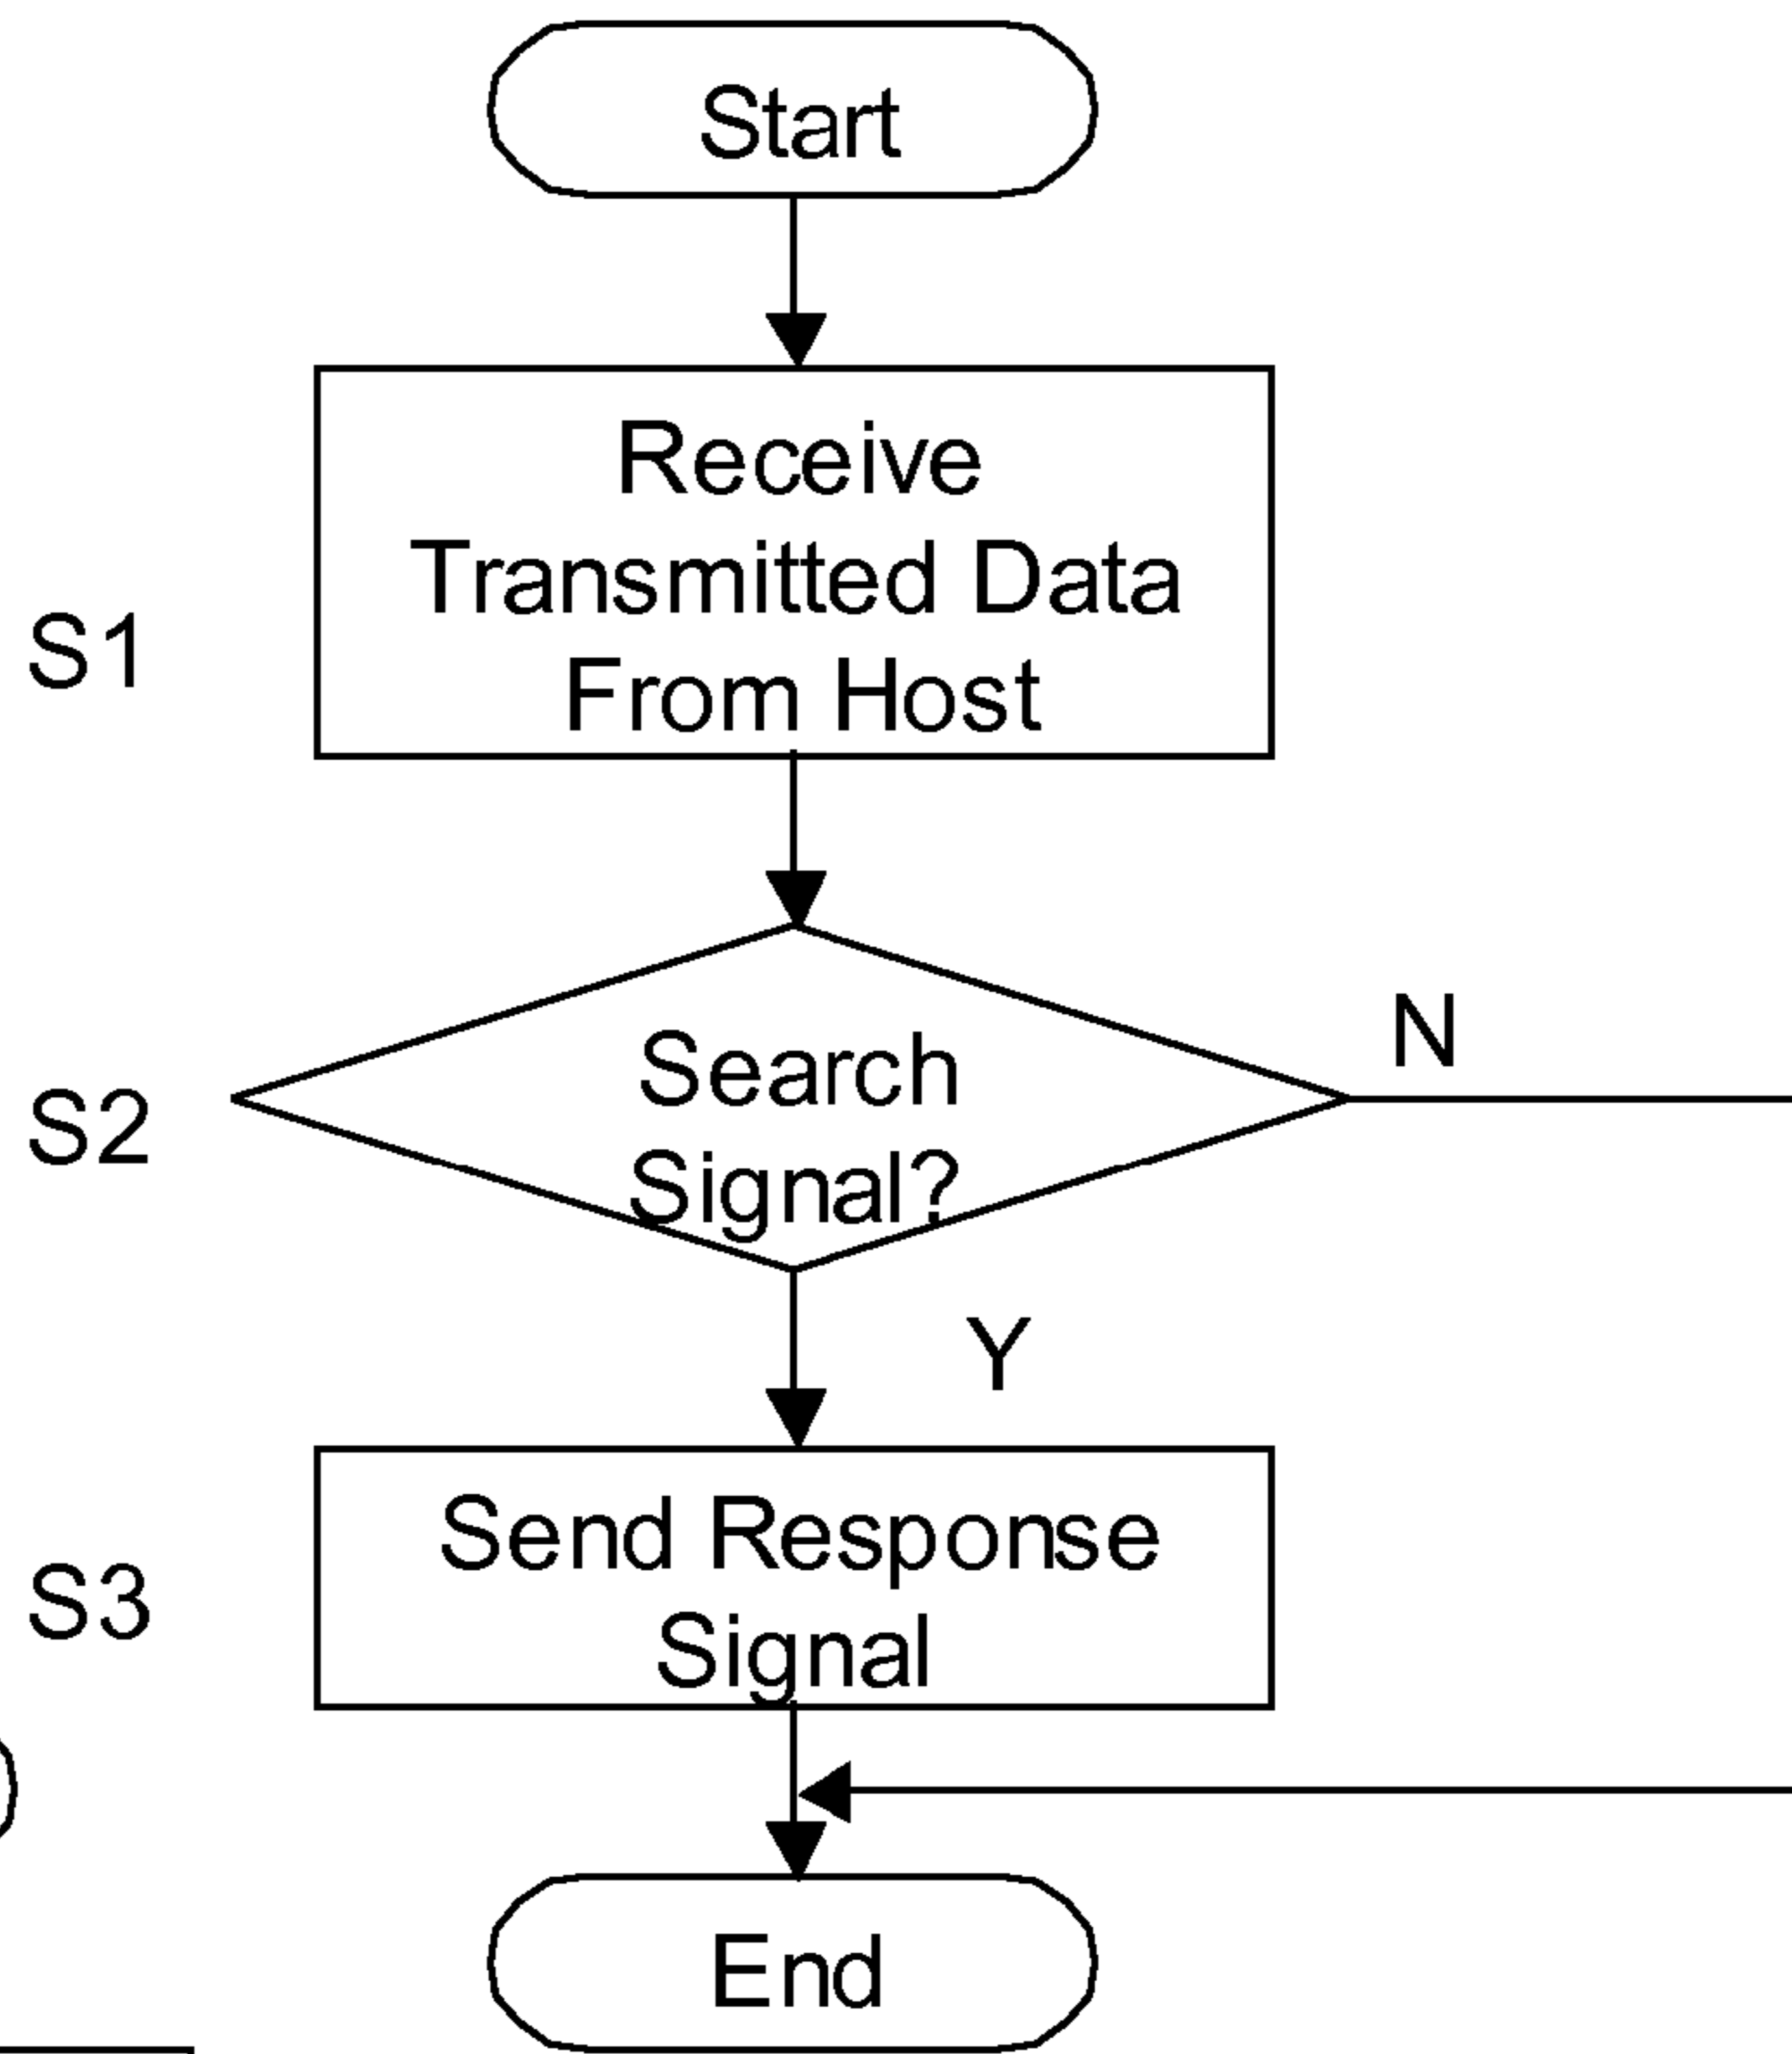 Start
Receive
Transmitted Data
From Host
S1
Search
Signal?
N
S2
Y
Send Response
Signal
S3
End